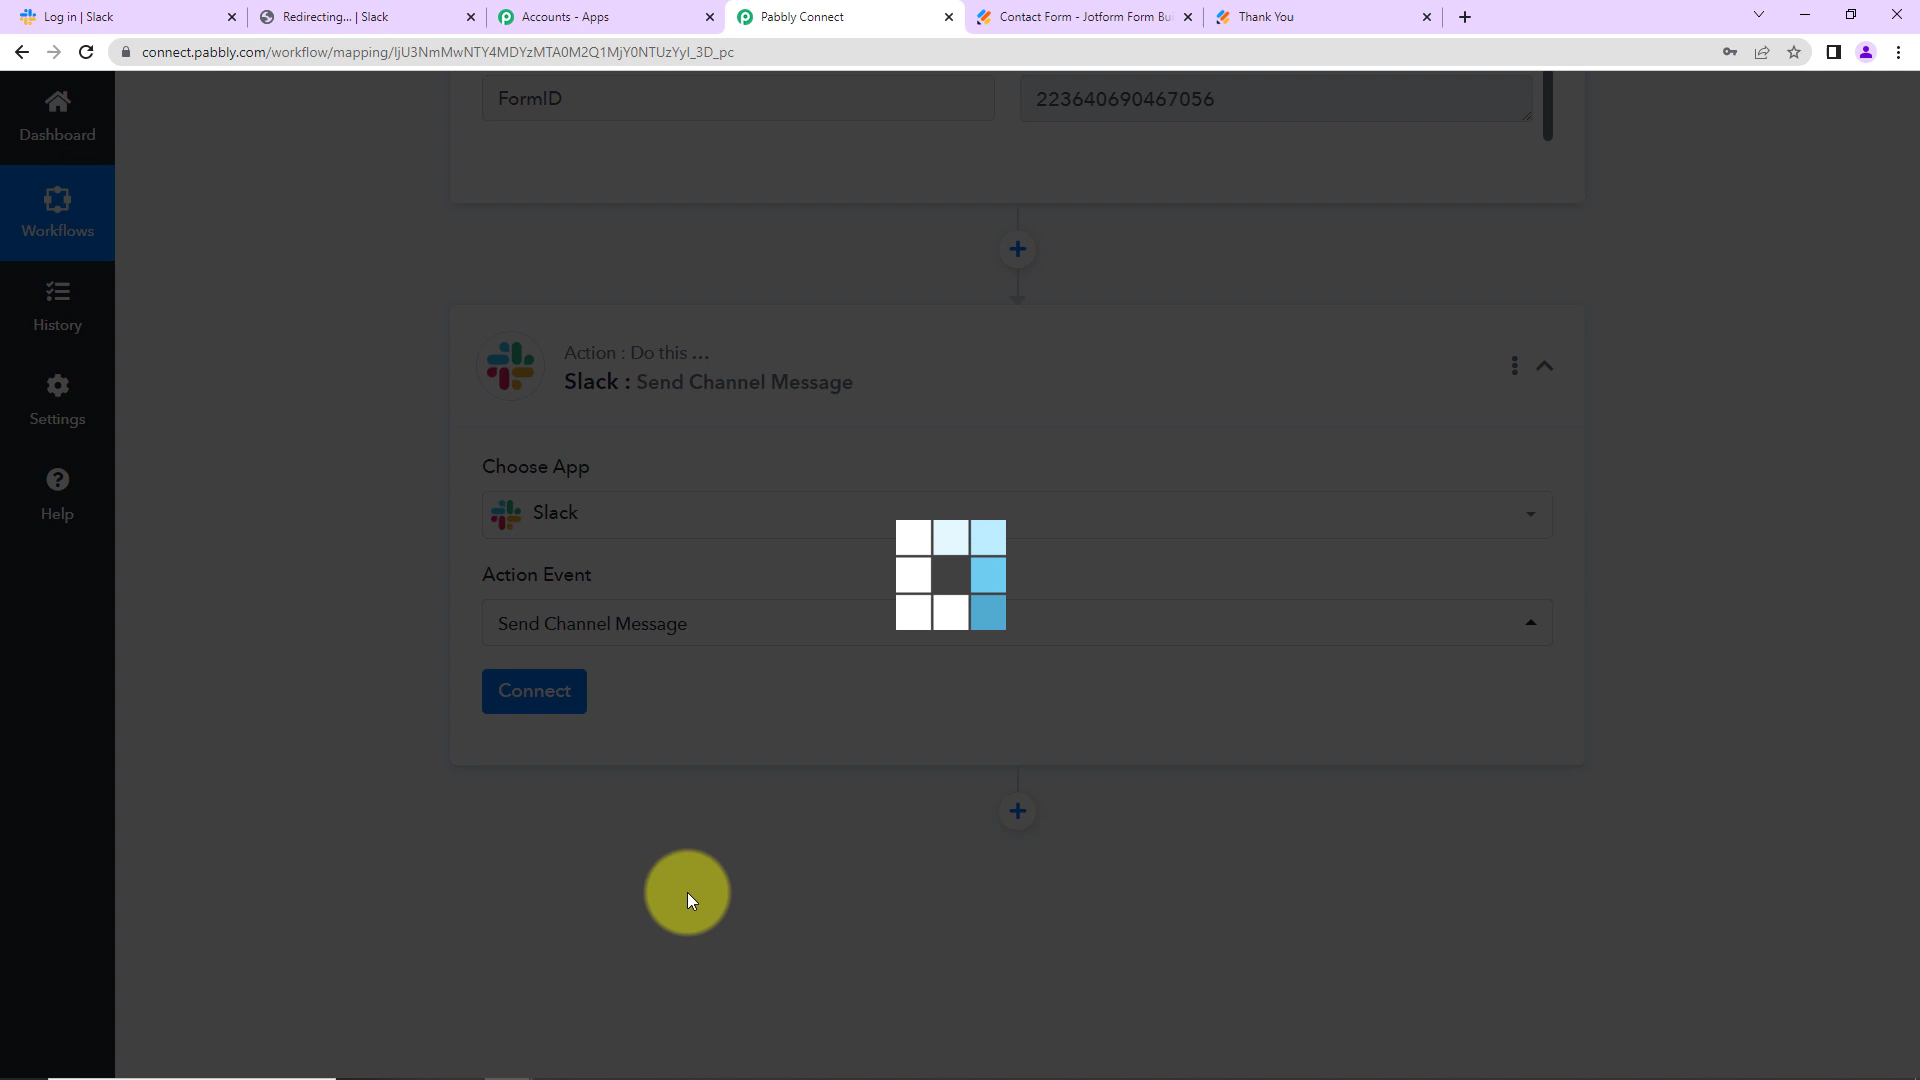 Log in | Slack
Redirecting... | Slack
Accounts - Apps
Pabbly Connect
Contact Form - Jotform Form Bui
Thank You
connect.pabbly.com/workflow/mapping/IjU3NmMwNTY4MDYzMTA0M2Q1MjY0NTUzYyI_3D_pc
Dashboard
Workflows
History
Settings
Help
FormID
223640690467056
Action : Do this ...
Slack : Send Channel Message
Choose App
Slack
Action Event
Send Channel Message
Connect